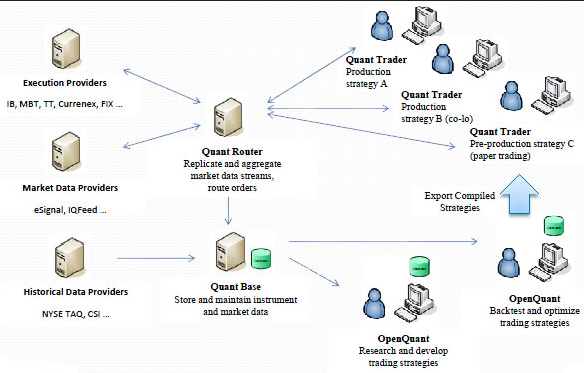 Execution Providers
IB, MBT, TT, Currenex, FIX ...
Market Data Providers
eSignal, IQFeed ...
Historical Data Providers
NYSE TAQ, CSI ...
Quant Router
Replicate and aggregate
market data streams,
route orders
Quant Base
Store and maintain instrument
and market data
Quant Trader
Production
strategy A
Quant Trader
Production
strategy B (co-lo)
Quant Trader
Pre-production strategy C
(paper trading)
Export Compiled
Strategies
OpenQuant
Backtest and optimize
trading strategies
OpenQuant
Research and develop
trading strategies